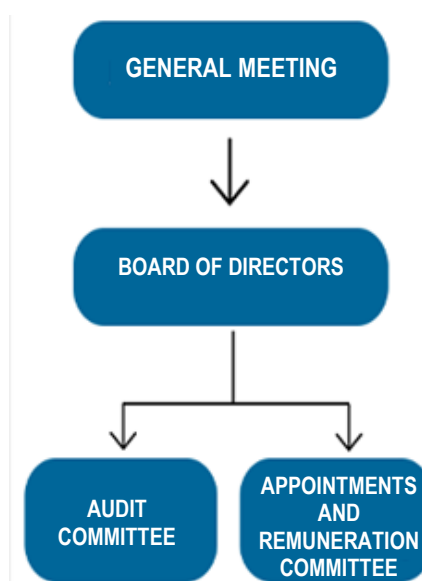 GENERAL MEETING
BOARD OF DIRECTORS
AUDIT
COMMITTEE
APPOINTMENTS
AND
REMUNERATION
COMMITTEE